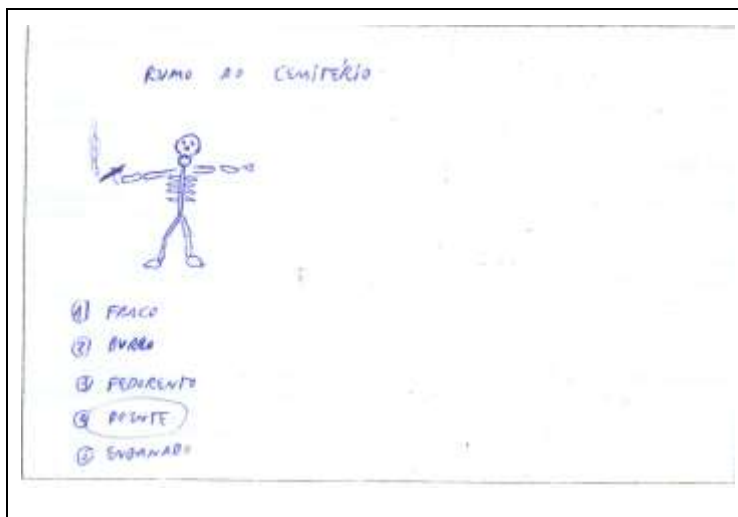 RUMO AO CEMITÉRIO
① FRACO
② BURRO
③ FEDORENTO
④ DOENTE
⑤ ENGANADO